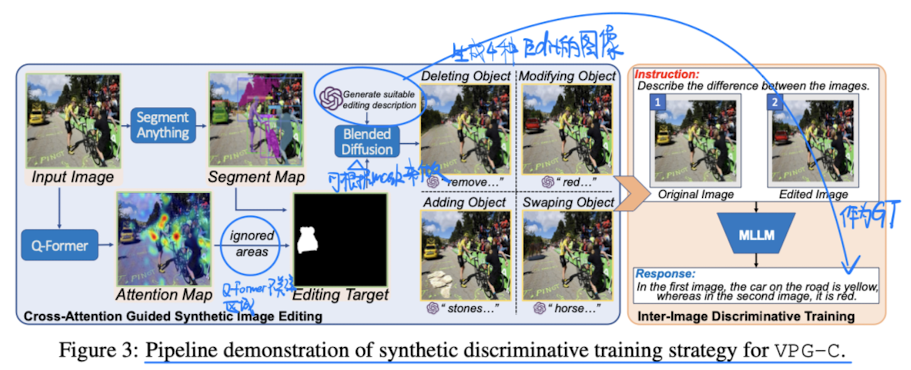 生成4种Edit的图像
Generate suitable
editing description
Deleting Object
Modifying Object
Segment
Anything
Blended
Diffusion
Input Image
Segment Map
可根据mask来修改
"remove…"
"red…"
Q-Former
ignored
areas
Adding Object
Swaping Object
Attention Map
Editing Target
Q-former不关注
区域
"stones…"
"horse…"
Cross-Attention Guided Synthetic Image Editing
Instruction:
Describe the difference between the images.
1
2
Original Image
Edited Image
作为GT
MLLM
Response:
In the first image, the car on the road is yellow,
whereas in the second image, it is red.
Inter-Image Discriminative Training
Figure 3: Pipeline demonstration of synthetic discriminative training strategy for VPG-C.